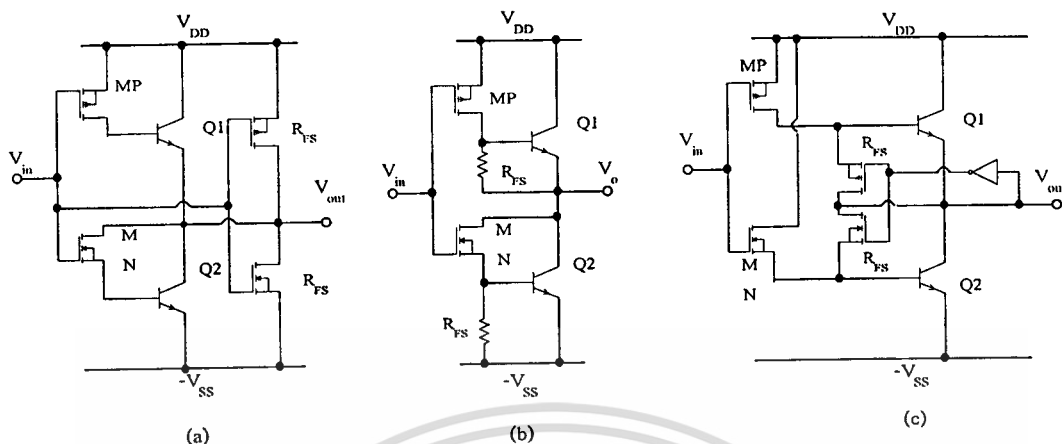 V_DD
MP
Q1
R_FS
V_in
V_out
M
N
Q2
R_FS
-V_SS
(a)
V_DD
MP
Q1
R_FS
V_in
V_o
M
N
Q2
R_FS
-V_SS
(b)
V_DD
MP
Q1
R_FS
V_in
V_ou
R_FS
M
N
Q2
-V_SS
(c)